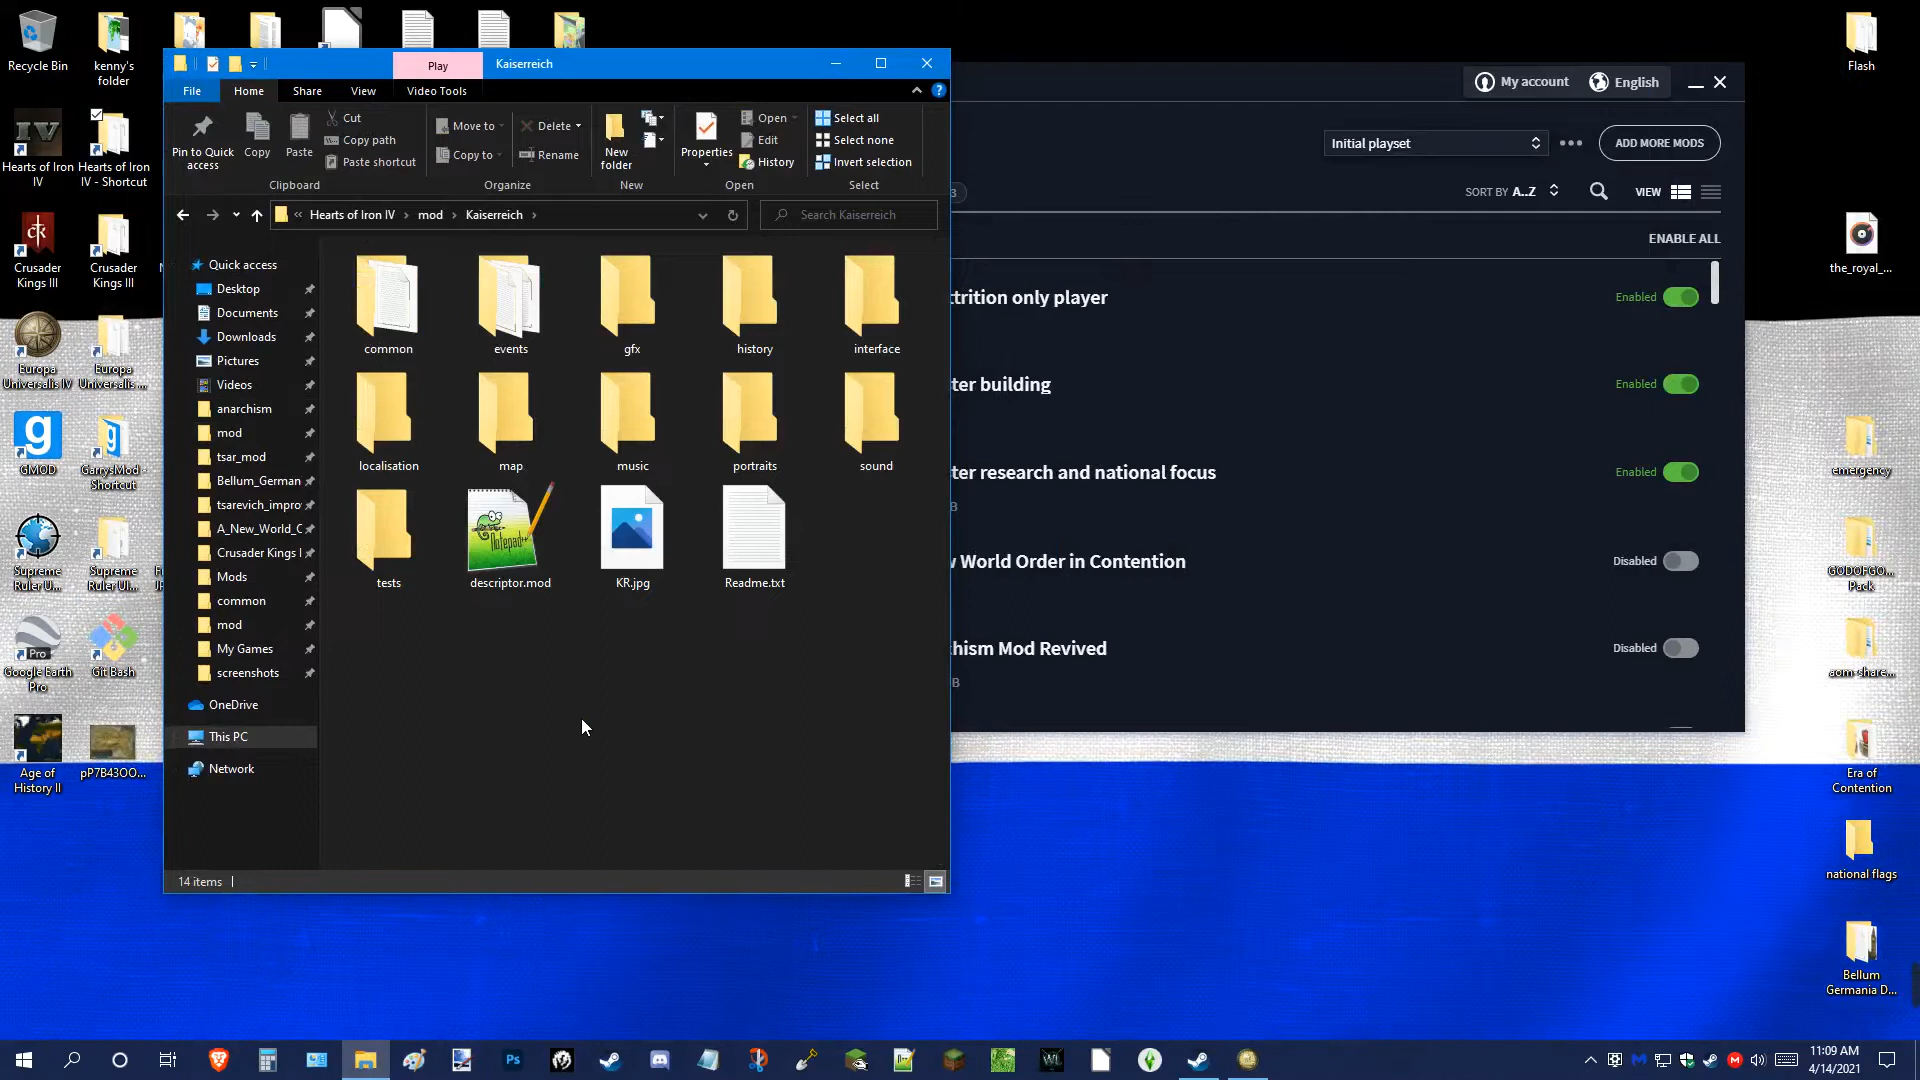 Recycle Bin
kenny's
folder
Hearts of Iron
IV
Hearts of Iron
IV - Shortcut
Crusader
Kings III
Crusader
Kings III
Europa
Universalis IV
Europa
Universalis ...
GMOD
GarrysMod -
Shortcut
Supreme
Ruler U...
Supreme
Ruler Ul...
Google Earth
Pro
Git Bash
Age of
History II
pP7B43OO...
Play
Kaiserreich
File
Home
Share
View
Video Tools
Pin to Quick
access
Copy
Paste
Cut
Copy path
Paste shortcut
Clipboard
Move to
Copy to
Delete
Rename
Organize
New
folder
New
Properties
Open
Edit
History
Open
Select all
Select none
Invert selection
Select
« Hearts of Iron IV › mod › Kaiserreich ›
Search Kaiserreich
Quick access
Desktop
Documents
Downloads
Pictures
Videos
anarchism
mod
tsar_mod
Bellum_German
tsarevich_impro
A_New_World_C
Crusader Kings I
Mods
common
mod
My Games
screenshots
OneDrive
This PC
Network
common
events
gfx
history
interface
localisation
map
music
portraits
sound
tests
Notepad++
descriptor.mod
KR.jpg
Readme.txt
14 items
My account
English
Initial playset
ADD MORE MODS
3
SORT BY A..Z
VIEW
ENABLE ALL
ttrition only player
Enabled
ter building
Enabled
ter research and national focus
Enabled
B
World Order in Contention
Disabled
hism Mod Revived
Disabled
B
Flash
the_royal_...
emergency
GODOFGO...
Pack
aom-share...
Era of
Contention
national flags
Bellum
Germania D...
Ps
WL
11:09 AM
4/14/2021